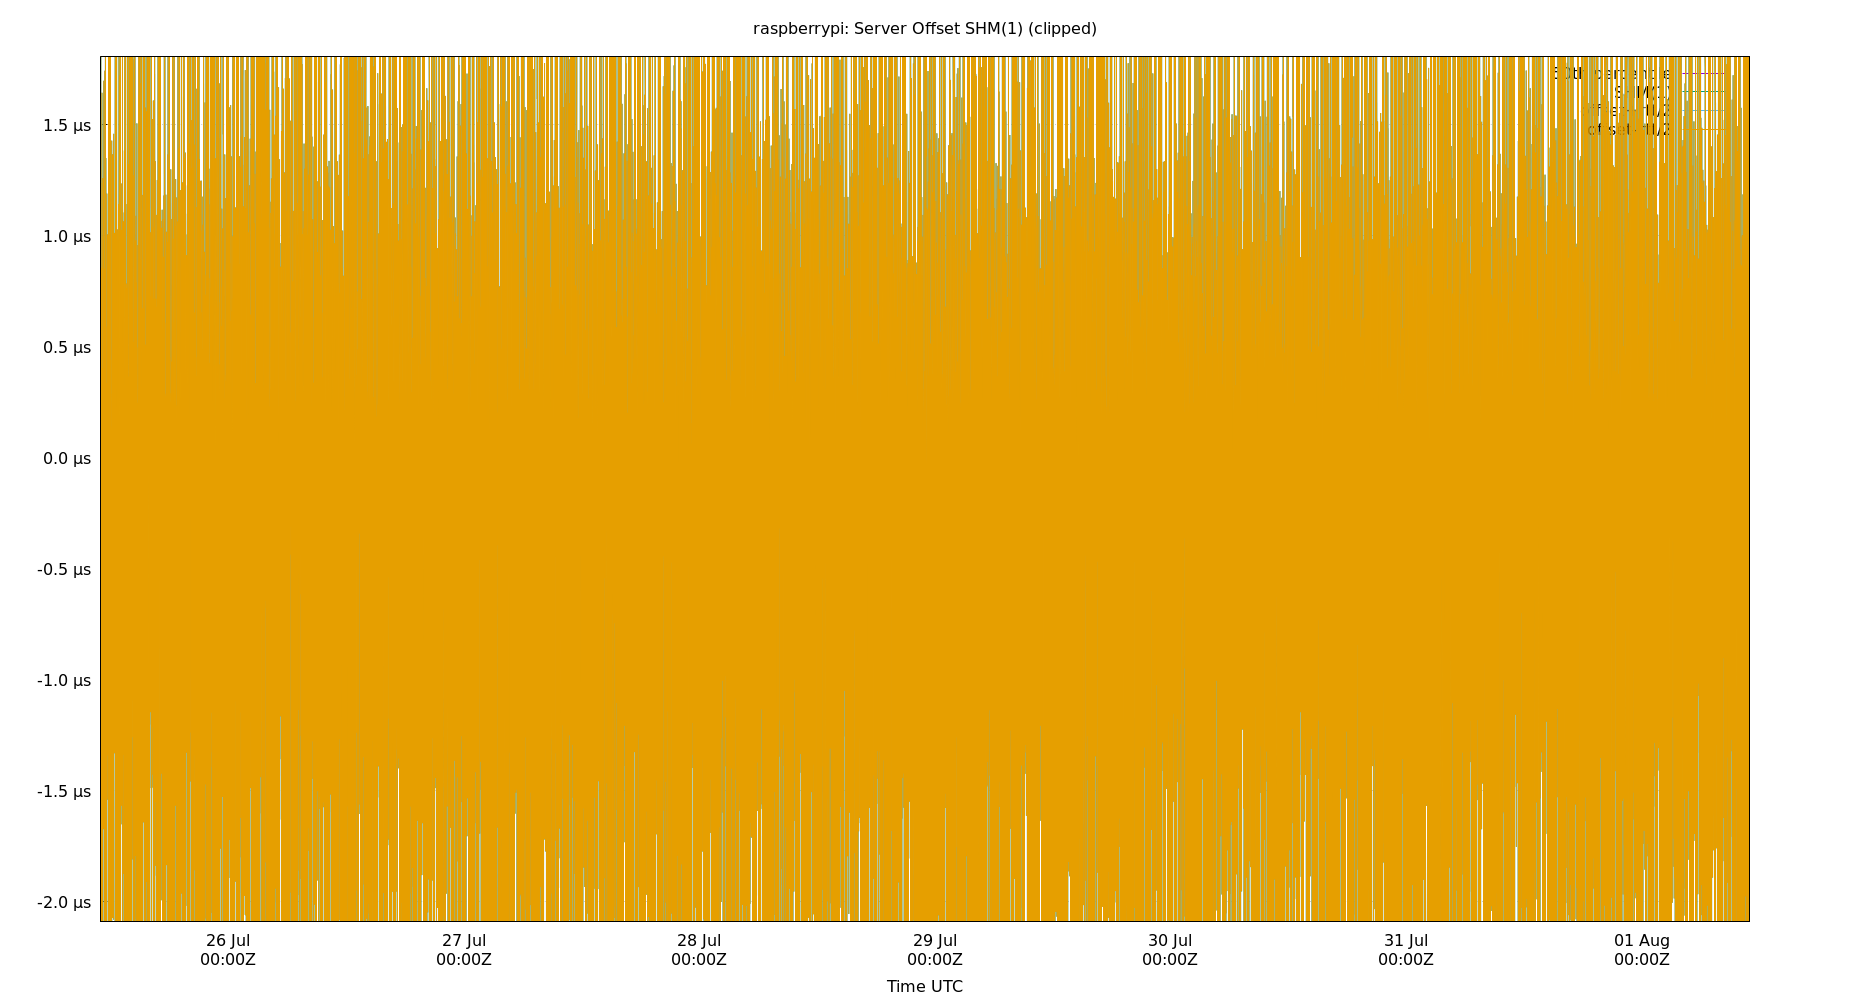 raspberrypi: Server Offset SHM(1) (clipped)
1.5 µs
1.0 µs
0.5 µs
0.0 µs
-0.5 µs
-1.0 µs
-1.5 µs
-2.0 µs
26 Jul
00:00Z
27 Jul
00:00Z
28 Jul
00:00Z
29 Jul
00:00Z
30 Jul
00:00Z
31 Jul
00:00Z
01 Aug
00:00Z
Time UTC